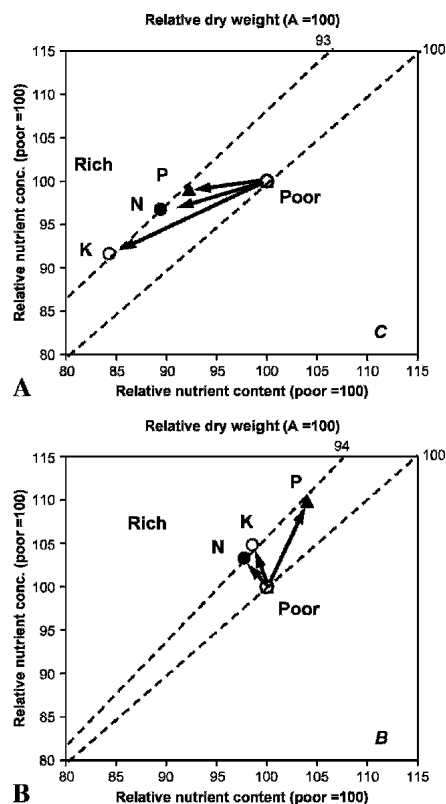 Relative dry weight (A =100)
93
100
115
110
105
100
95
90
85
80
Relative nutrient conc. (poor =100)
Rich
P
N
K
Poor
C
80 85 90 95 100 105 110 115
A
Relative nutrient content (poor =100)
Relative dry weight (A =100)
94
100
115
110
105
100
95
90
85
80
Relative nutrient conc. (poor =100)
P
Rich
K
N
Poor
B
80 85 90 95 100 105 110 115
B
Relative nutrient content (poor =100)